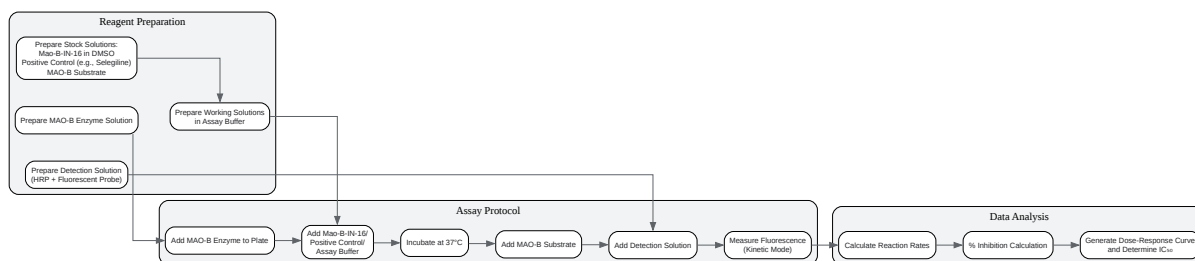 Reagent Preparation
Prepare Stock Solutions:
Mao-B-IN-16 in DMSO
Positive Control (e.g., Selegiline)
MAO-B Substrate
Prepare MAO-B Enzyme Solution
Prepare Working Solutions
in Assay Buffer
Prepare Detection Solution
(HRP + Fluorescent Probe)
Assay Protocol
Add MAO-B Enzyme to Plate
Add Mao-B-IN-16/
Positive Control/
Assay Buffer
Incubate at 37°C
Add MAO-B Substrate
Add Detection Solution
Measure Fluorescence
(Kinetic Mode)
Data Analysis
Calculate Reaction Rates
% Inhibition Calculation
Generate Dose-Response Curve
and Determine IC₅₀